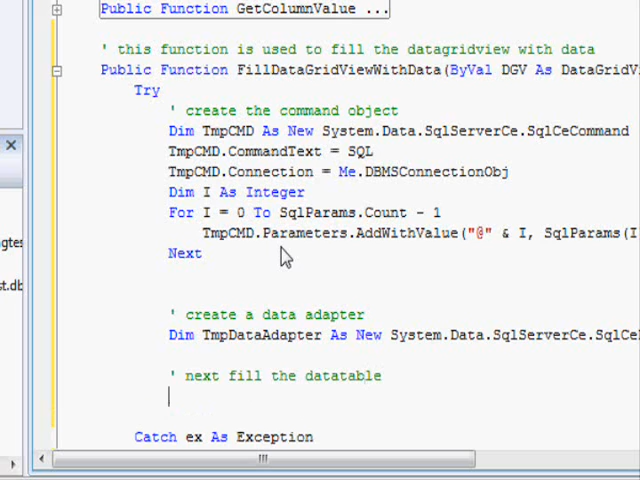 Public Function GetColumnValue ...
' this function is used to fill the datagridview with data
Public Function FillDataGridViewWithData(ByVal DGV As DataGridVi
Try
' create the command object
Dim TmpCMD As New System.Data.SqlServerCe.SqlCeCommand
TmpCMD.CommandText = SQL
TmpCMD.Connection = Me.DBMSConnectionObj
Dim I As Integer
For I = 0 To SqlParams.Count - 1
TmpCMD.Parameters.AddWithValue("@" & I, SqlParams(I
Next
' create a data adapter
Dim TmpDataAdapter As New System.Data.SqlServerCe.SqlCe
' next fill the datatable
Catch ex As Exception
gtes
st.db